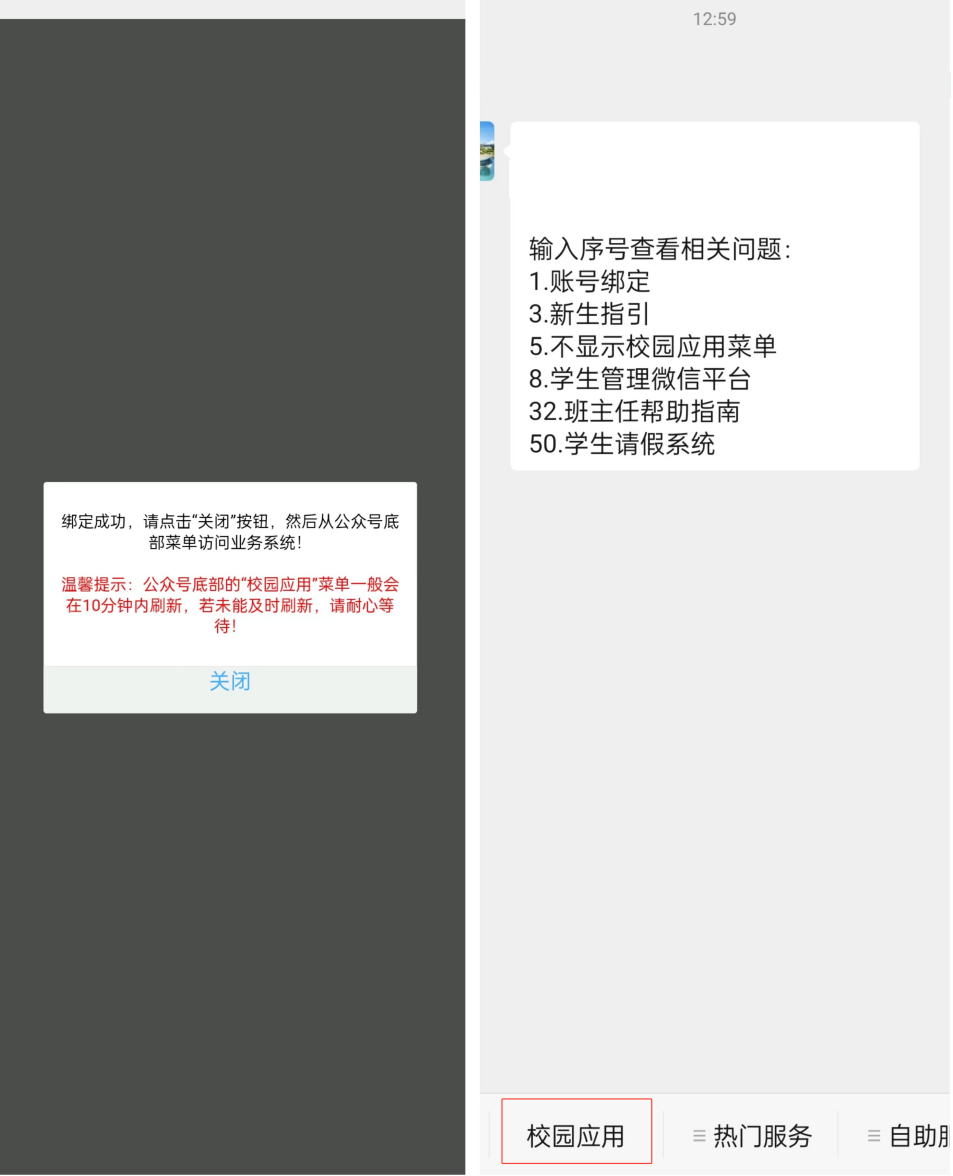 绑定成功，请点击“关闭”按钮，然后从公众号底
部菜单访问业务系统！
温馨提示：公众号底部的“校园应用”菜单一般会
在10分钟内刷新，若未能及时刷新，请耐心等
待！
关闭
12:59
输入序号查看相关问题：
1.账号绑定
3.新生指引
5.不显示校园应用菜单
8.学生管理微信平台
32.班主任帮助指南
50.学生请假系统
校园应用
热门服务
自助